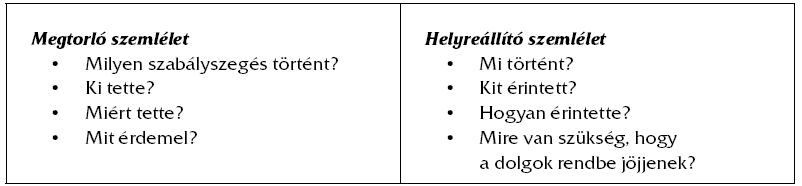 Megtorló szemlélet
• Milyen szabályszegés történt?
• Ki tette?
• Miért tette?
• Mit érdemel?
Helyreállító szemlélet
• Mi történt?
• Kit érintett?
• Hogyan érintette?
• Mire van szükség, hogy
a dolgok rendbe jöjjenek?